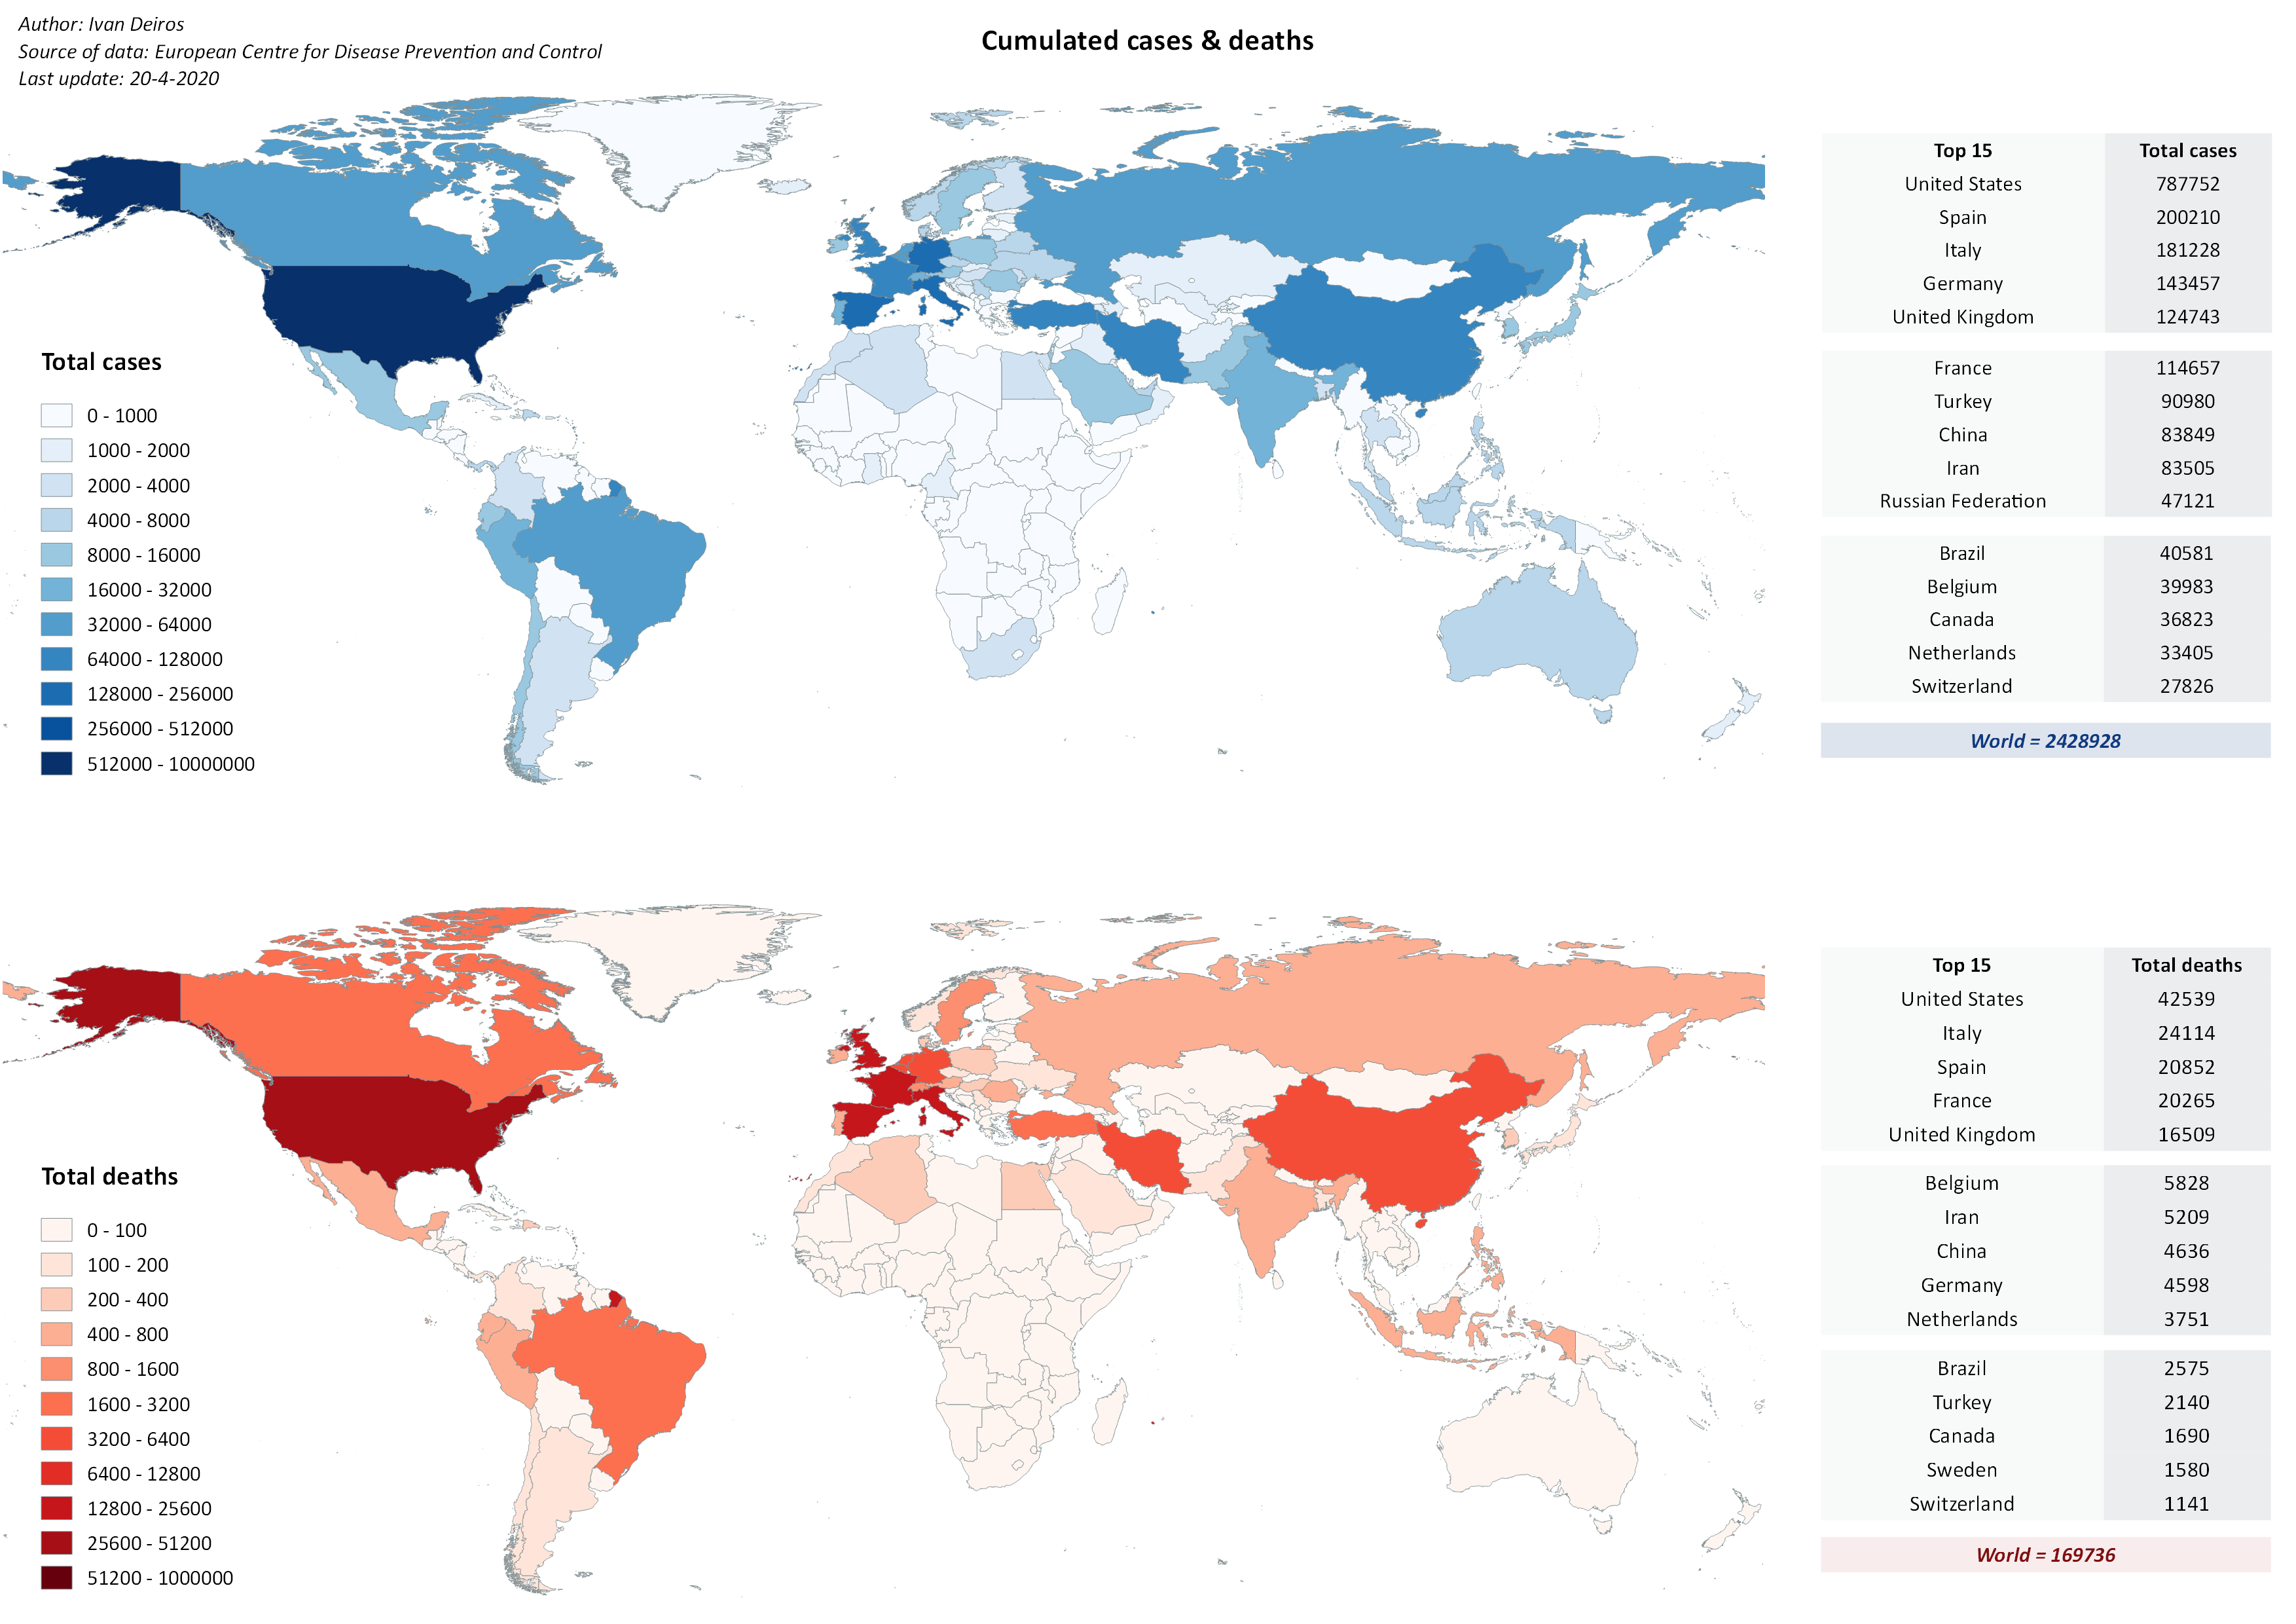 Author: Ivan Deiros
Source of data: European Centre for Disease Prevention and Control
Last update: 20-4-2020
Cumulated cases & deaths
Total cases
0 - 1000
1000 - 2000
2000 - 4000
4000 - 8000
8000 - 16000
16000 - 32000
32000 - 64000
64000 - 128000
128000 - 256000
256000 - 512000
512000 - 10000000
Top 15 Total cases
United States 787752
Spain 200210
Italy 181228
Germany 143457
United Kingdom 124743
France 114657
Turkey 90980
China 83849
Iran 83505
Russian Federation 47121
Brazil 40581
Belgium 39983
Canada 36823
Netherlands 33405
Switzerland 27826
World = 2428928
Total deaths
0 - 100
100 - 200
200 - 400
400 - 800
800 - 1600
1600 - 3200
3200 - 6400
6400 - 12800
12800 - 25600
25600 - 51200
51200 - 1000000
Top 15 Total deaths
United States 42539
Italy 24114
Spain 20852
France 20265
United Kingdom 16509
Belgium 5828
Iran 5209
China 4636
Germany 4598
Netherlands 3751
Brazil 2575
Turkey 2140
Canada 1690
Sweden 1580
Switzerland 1141
World = 169736